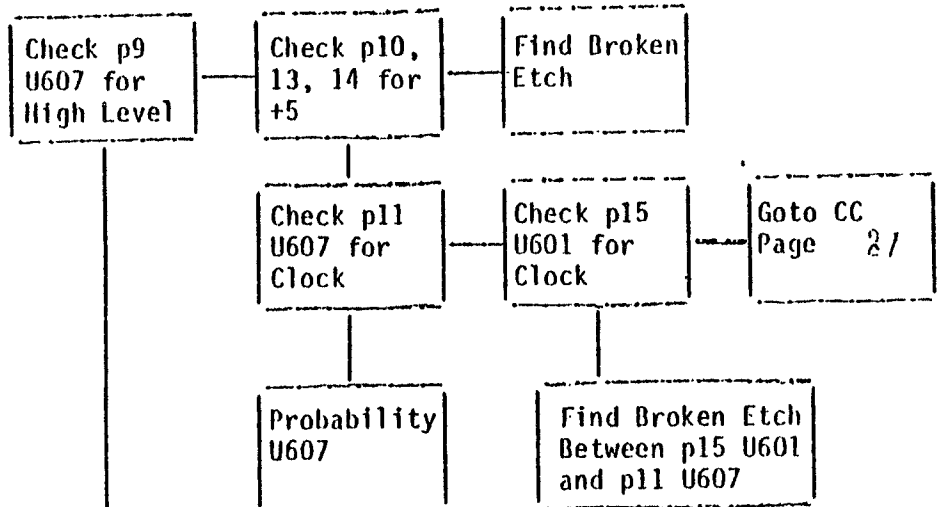 Check p9
U607 for
High Level
Check p10,
13, 14 for
+5
Find Broken
Etch
Check p11
U607 for
Clock
Check p15
U601 for
Clock
Goto CC
Page 21
Probability
U607
Find Broken Etch
Between p15 U601
and p11 U607